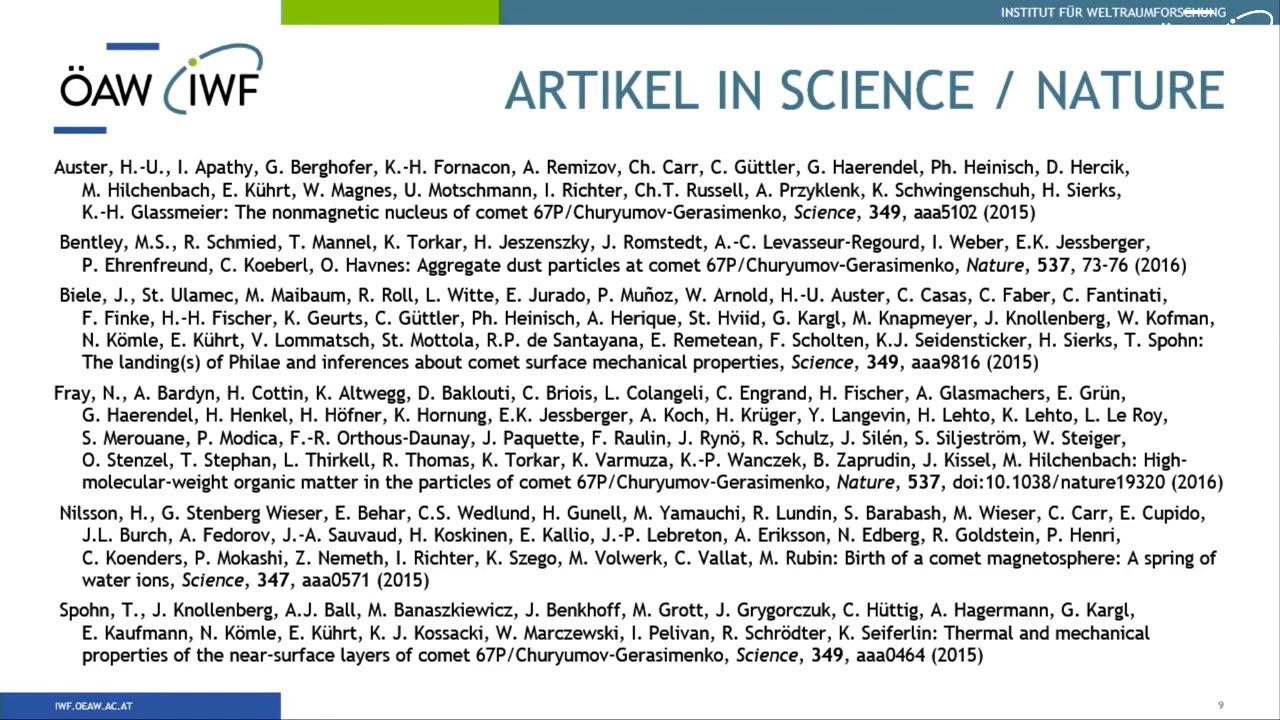 INSTITUT FÜR WELTRAUMFORSCHUNG
ÖAW IWF
ARTIKEL IN SCIENCE / NATURE
Auster, H.-U., I. Apathy, G. Berghofer, K.-H. Fornacon, A. Remizov, Ch. Carr, C. Güttler, G. Haerendel, Ph. Heinisch, D. Hercik,
M. Hilchenbach, E. Kührt, W. Magnes, U. Motschmann, I. Richter, Ch.T. Russell, A. Przyklenk, K. Schwingenschuh, H. Sierks,
K.-H. Glassmeier: The nonmagnetic nucleus of comet 67P/Churyumov-Gerasimenko, Science, 349, aaa5102 (2015)
Bentley, M.S., R. Schmied, T. Mannel, K. Torkar, H. Jeszenszky, J. Romstedt, A.-C. Levasseur-Regourd, I. Weber, E.K. Jessberger,
P. Ehrenfreund, C. Koeberl, O. Havnes: Aggregate dust particles at comet 67P/Churyumov-Gerasimenko, Nature, 537, 73-76 (2016)
Biele, J., St. Ulamec, M. Maibaum, R. Roll, L. Witte, E. Jurado, P. Muñoz, W. Arnold, H.-U. Auster, C. Casas, C. Faber, C. Fantinati,
F. Finke, H.-H. Fischer, K. Geurts, C. Güttler, Ph. Heinisch, A. Herique, St. Hviid, G. Kargl, M. Knapmeyer, J. Knollenberg, W. Kofman,
N. Kömle, E. Kührt, V. Lommatsch, St. Mottola, R.P. de Santayana, E. Remetean, F. Scholten, K.J. Seidensticker, H. Sierks, T. Spohn:
The landing(s) of Philae and inferences about comet surface mechanical properties, Science, 349, aaa9816 (2015)
Fray, N., A. Bardyn, H. Cottin, K. Altwegg, D. Baklouti, C. Briois, L. Colangeli, C. Engrand, H. Fischer, A. Glasmachers, E. Grün,
G. Haerendel, H. Henkel, H. Höfner, K. Hornung, E.K. Jessberger, A. Koch, H. Krüger, Y. Langevin, H. Lehto, K. Lehto, L. Le Roy,
S. Merouane, P. Modica, F.-R. Orthous-Daunay, J. Paquette, F. Raulin, J. Rynö, R. Schulz, J. Silén, S. Siljeström, W. Steiger,
O. Stenzel, T. Stephan, L. Thirkell, R. Thomas, K. Torkar, K. Varmuza, K.-P. Wanczek, B. Zaprudin, J. Kissel, M. Hilchenbach: High-
molecular-weight organic matter in the particles of comet 67P/Churyumov-Gerasimenko, Nature, 537, doi:10.1038/nature19320 (2016)
Nilsson, H., G. Stenberg Wieser, E. Behar, C.S. Wedlund, H. Gunell, M. Yamauchi, R. Lundin, S. Barabash, M. Wieser, C. Carr, E. Cupido,
J.L. Burch, A. Fedorov, J.-A. Sauvaud, H. Koskinen, E. Kallio, J.-P. Lebreton, A. Eriksson, N. Edberg, R. Goldstein, P. Henri,
C. Koenders, P. Mokashi, Z. Nemeth, I. Richter, K. Szego, M. Volwerk, C. Vallat, M. Rubin: Birth of a comet magnetosphere: A spring of
water ions, Science, 347, aaa0571 (2015)
Spohn, T., J. Knollenberg, A.J. Ball, M. Banaszkiewicz, J. Benkhoff, M. Grott, J. Grygorczuk, C. Hüttig, A. Hagermann, G. Kargl,
E. Kaufmann, N. Kömle, E. Kührt, K. J. Kossacki, W. Marczewski, I. Pelivan, R. Schrödter, K. Seiferlin: Thermal and mechanical
properties of the near-surface layers of comet 67P/Churyumov-Gerasimenko, Science, 349, aaa0464 (2015)
IWF.OEAW.AC.AT
9